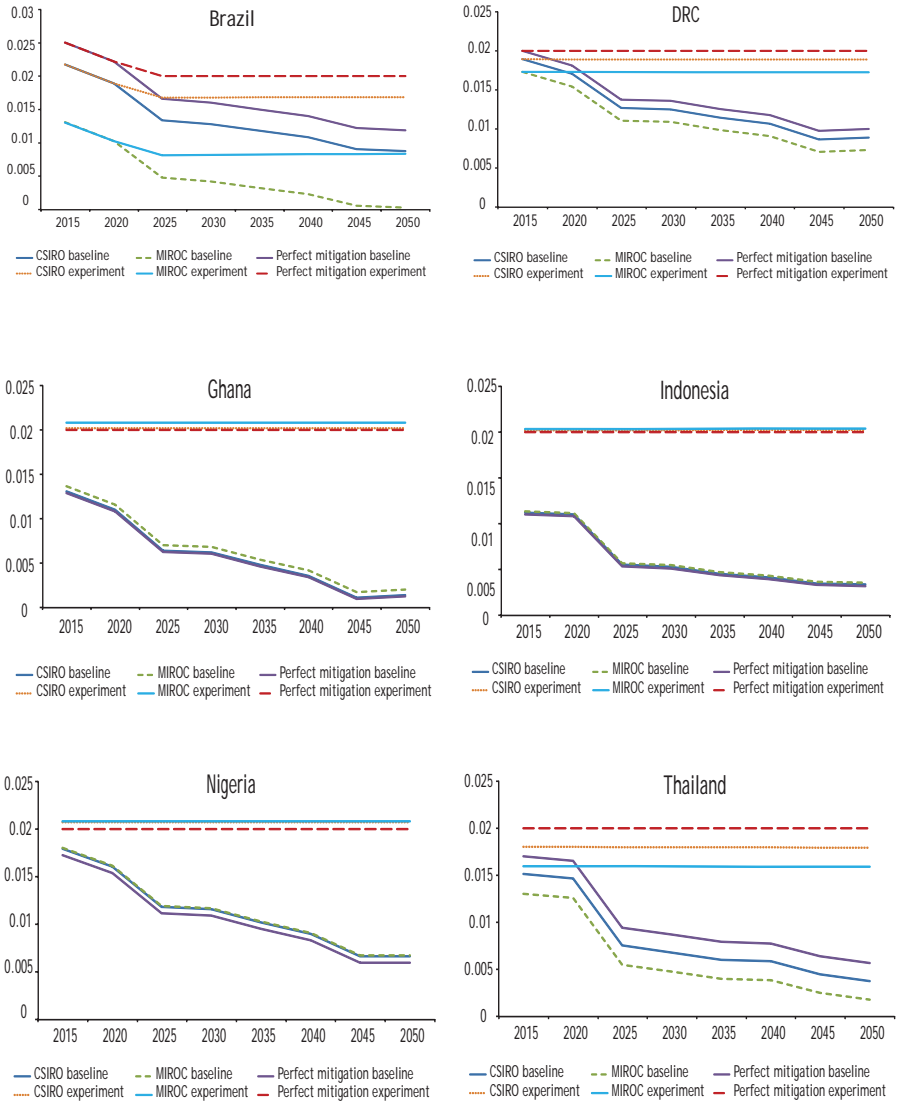 Brazil
0.03
0.025
0.02
0.015
0.010
0.005
0
2015 2020 2025 2030 2035 2040 2045 2050
CSIRO baseline MIROC baseline Perfect mitigation baseline
CSIRO experiment MIROC experiment Perfect mitigation experiment
DRC
0.025
0.02
0.015
0.01
0.005
0
2015 2020 2025 2030 2035 2040 2045 2050
CSIRO baseline MIROC baseline Perfect mitigation baseline
CSIRO experiment MIROC experiment Perfect mitigation experiment
Ghana
0.025
0.02
0.015
0.01
0.005
0
2015 2020 2025 2030 2035 2040 2045 2050
CSIRO baseline MIROC baseline Perfect mitigation baseline
CSIRO experiment MIROC experiment Perfect mitigation experiment
Indonesia
0.025
0.02
0.015
0.01
0.005
0
2015 2020 2025 2030 2035 2040 2045 2050
CSIRO baseline MIROC baseline Perfect mitigation baseline
CSIRO experiment MIROC experiment Perfect mitigation experiment
Nigeria
0.025
0.02
0.015
0.01
0.005
0
2015 2020 2025 2030 2035 2040 2045 2050
CSIRO baseline MIROC baseline Perfect mitigation baseline
CSIRO experiment MIROC experiment Perfect mitigation experiment
Thailand
0.025
0.02
0.015
0.01
0.005
0
2015 2020 2025 2030 2035 2040 2045 2050
CSIRO baseline MIROC baseline Perfect mitigation baseline
CSIRO experiment MIROC experiment Perfect mitigation experiment